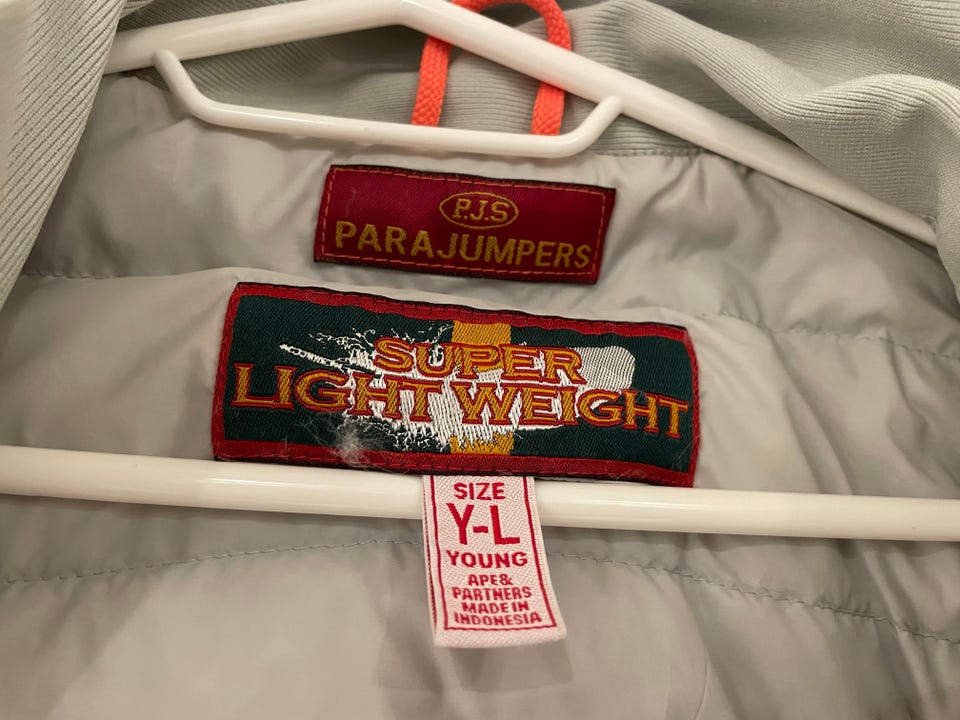 P.J.S
PARAJUMPERS
SUPER
LIGHT WEIGHT
SIZE
Y-L
YOUNG
APE&
PARTNERS
MADE IN
INDONESIA